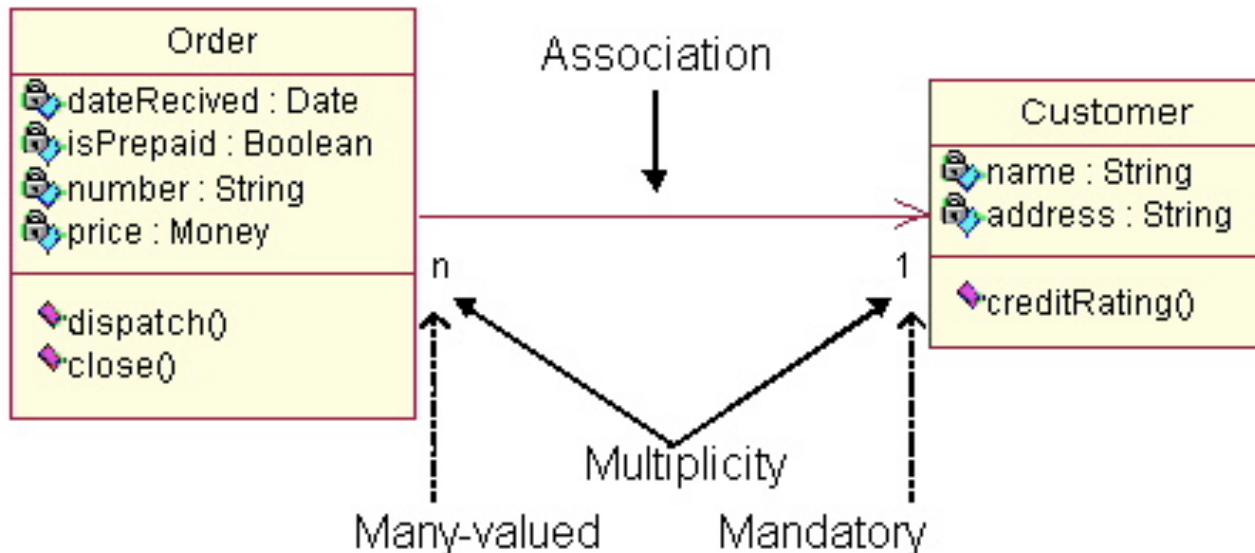 Order
dateRecived : Date
isPrepaid : Boolean
number : String
price : Money
dispatch()
close()
Association
n
1
Multiplicity
Many-valued
Mandatory
Customer
name : String
address : String
creditRating()